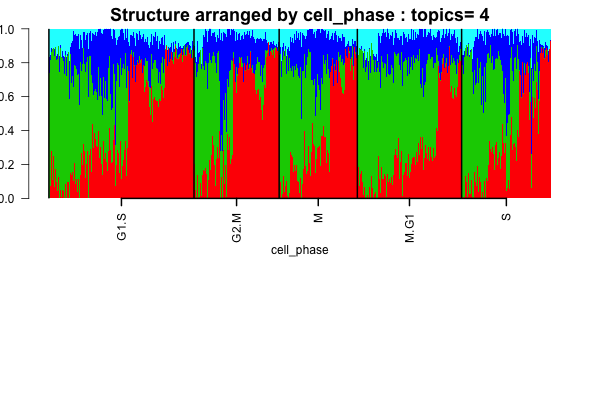 Structure arranged by cell_phase : topics= 4
1.0
0.8
0.6
0.4
0.2
0.0
G1.S
G2.M
M
M.G1
S
cell_phase